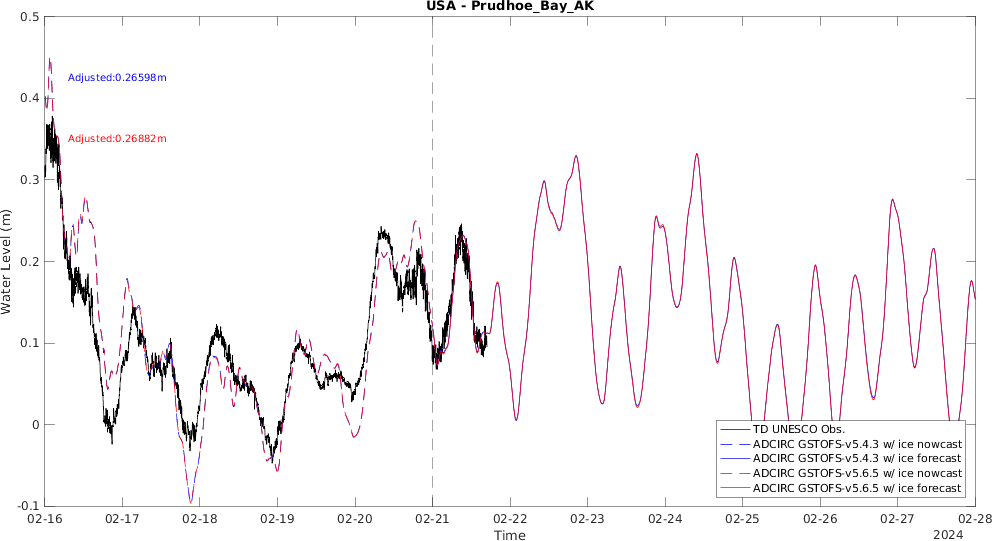 USA - Prudhoe_Bay_AK
0.5
0.4
0.3
0.2
0.1
0
-0.1
Water Level (m)
Adjusted:0.26598m
Adjusted:0.26882m
TD UNESCO Obs.
ADCIRC GSTOFS-v5.4.3 w/ ice nowcast
ADCIRC GSTOFS-v5.4.3 w/ ice forecast
ADCIRC GSTOFS-v5.6.5 w/ ice nowcast
ADCIRC GSTOFS-v5.6.5 w/ ice forecast
02-16 02-17 02-18 02-19 02-20 02-21 02-22 02-23 02-24 02-25 02-26 02-27 02-28
Time
2024